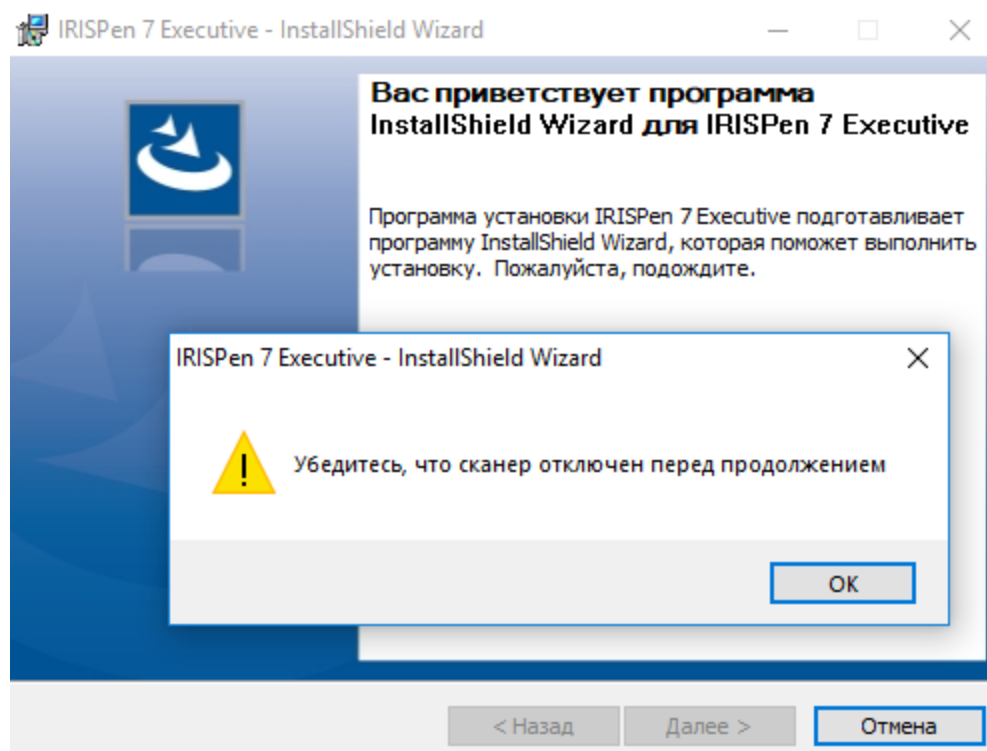 IRISPen 7 Executive - InstallShield Wizard
Вас приветствует программа
InstallShield Wizard для IRISPen 7 Executive
Программа установки IRISPen 7 Executive подготавливает
программу InstallShield Wizard, которая поможет выполнить
установку. Пожалуйста, подождите.
IRISPen 7 Executive - InstallShield Wizard
Убедитесь, что сканер отключен перед продолжением
ОК
< Назад
Далее >
Отмена